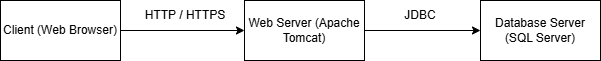 HTTP / HTTPS
JDBC
Client (Web Browser)
Web Server (Apache
Tomcat)
Database Server
(SQL Server)